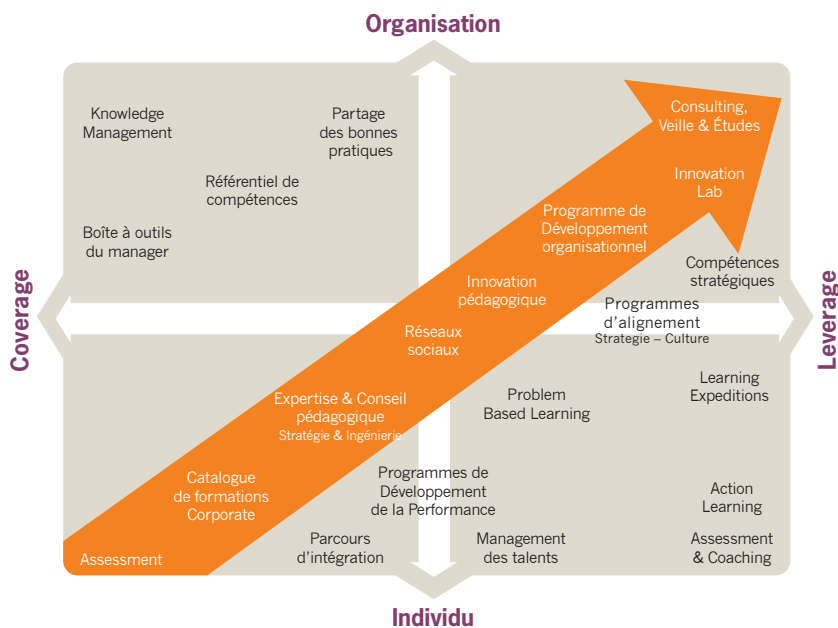 Organisation
Knowledge
Management
Partage
des bonnes
pratiques
Référentiel de
compétences
Boîte à outils
du manager
Consulting,
Veille & Études
Innovation
Lab
Programme de
Développement
organisationnel
Innovation
pédagogique
Compétences
stratégiques
Coverage
Leverage
Programmes
d'alignement
Strategie – Culture
Réseaux
sociaux
Expertise & Conseil
pédagogique
Stratégie & Ingénierie
Problem
Based Learning
Learning
Expeditions
Catalogue
de formations
Corporate
Programmes de
Développement
de la Performance
Action
Learning
Assessment
Parcours
d'intégration
Management
des talents
Assessment
& Coaching
Individu